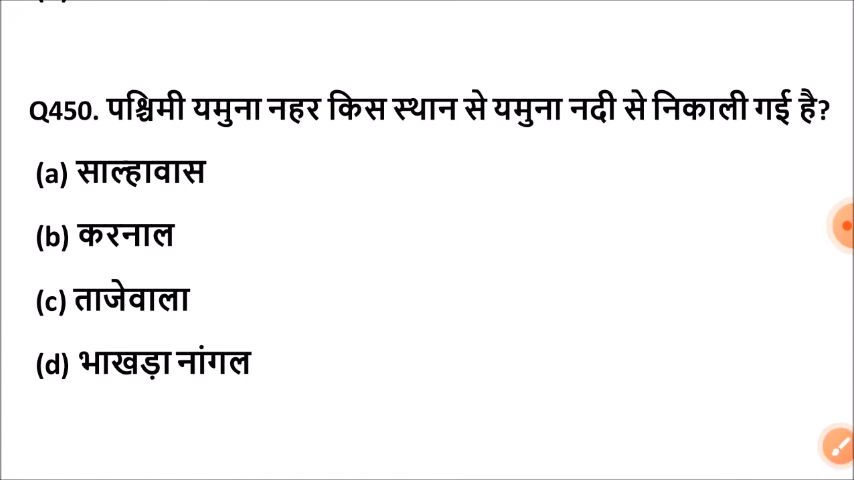 Q450. पश्चिमी यमुना नहर किस स्थान से यमुना नदी से निकाली गई है?
(a) साल्हावास
(b) करनाल
(c) ताजेवाला
(d) भाखड़ा नांगल